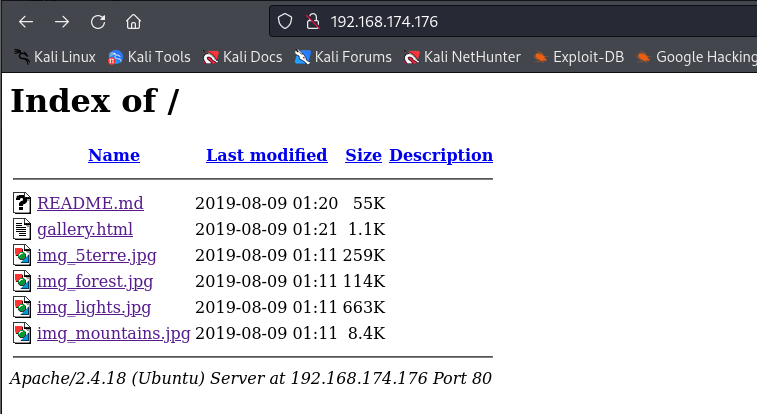 192.168.174.176
Kali Linux Kali Tools Kali Docs Kali Forums Kali NetHunter Exploit-DB Google Hacking
Index of /
Name Last modified Size Description
README.md 2019-08-09 01:20 55K
gallery.html 2019-08-09 01:21 1.1K
img_5terre.jpg 2019-08-09 01:11 259K
img_forest.jpg 2019-08-09 01:11 114K
img_lights.jpg 2019-08-09 01:11 663K
img_mountains.jpg 2019-08-09 01:11 8.4K
Apache/2.4.18 (Ubuntu) Server at 192.168.174.176 Port 80